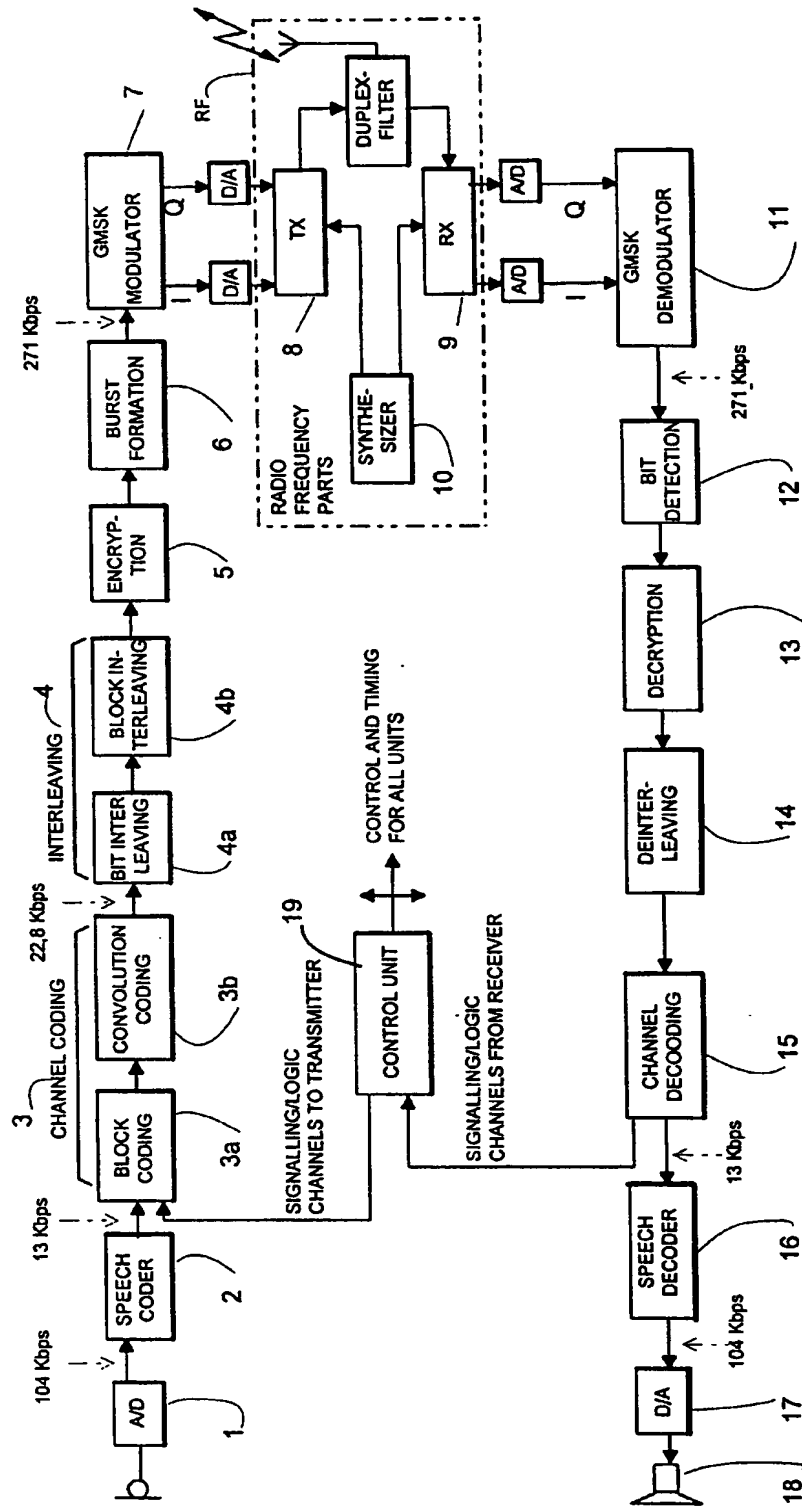 104 Kbps
13 Kbps
3
CHANNEL CODING
22,8 Kbps
INTERLEAVING
4
271 Kbps
A/D
1
SPEECH
CODER
2
BLOCK
CODING
3a
CONVOLUTION
CODING
3b
BIT INTER
LEAVING
4a
BLOCK IN-
TERLEAVING
4b
ENCRYP-
TION
5
BURST
FORMATION
6
GMSK
MODULATOR
7
I
Q
D/A
D/A
RF
RADIO
FREQUENCY
PARTS
TX
8
DUPLEX-
FILTER
SYNTHE-
SIZER
10
RX
9
A/D
A/D
I
Q
SIGNALLING/LOGIC
CHANNELS TO TRANSMITTER
19
CONTROL UNIT
CONTROL AND TIMING
FOR ALL UNITS
SIGNALLING/LOGIC
CHANNELS FROM RECEIVER
GMSK
DEMODULATOR
11
271 Kbps
BIT
DETECTION
12
DECRYPTION
13
DEINTER-
LEAVING
14
CHANNEL
DECOODING
15
13 Kbps
SPEECH
DECODER
16
104 Kbps
D/A
17
18